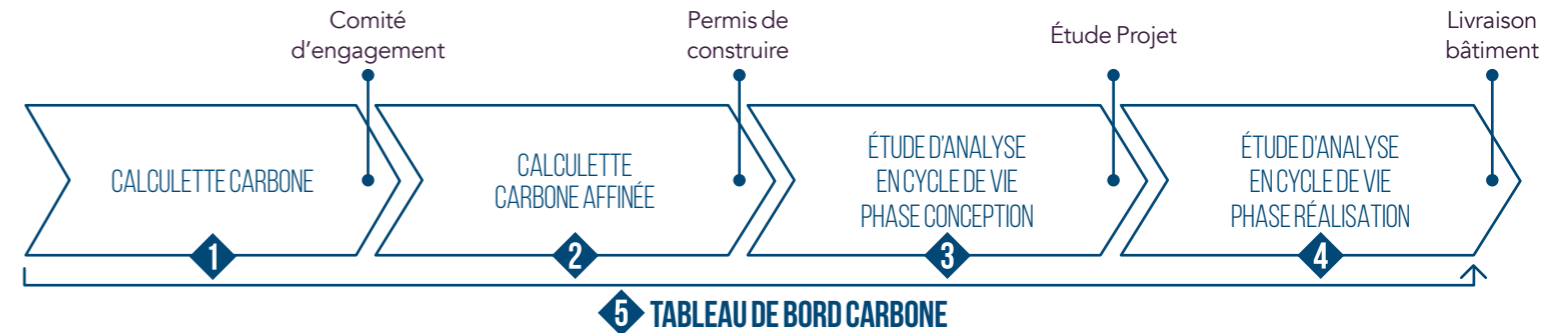 Comité
d'engagement
Permis de
construire
Étude Projet
Livraison
bâtiment
CALCULETTE CARBONE
CALCULETTE
CARBONE AFFINÉE
ÉTUDE D'ANALYSE
EN CYCLE DE VIE
PHASE CONCEPTION
ÉTUDE D'ANALYSE
EN CYCLE DE VIE
PHASE RÉALISATION
1
2
3
4
5 TABLEAU DE BORD CARBONE